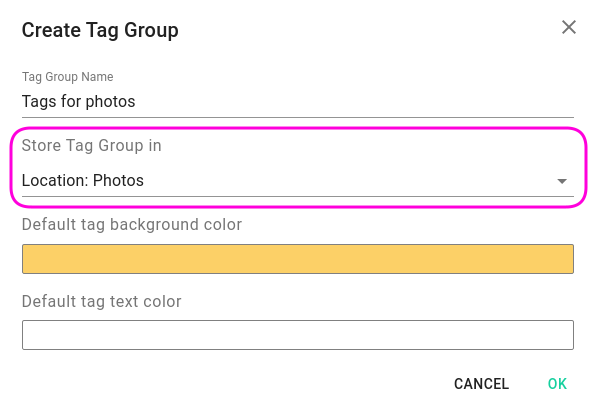 Create Tag Group
Tag Group Name
Tags for photos
Store Tag Group in
Location: Photos
Default tag background color
Default tag text color
CANCEL OK